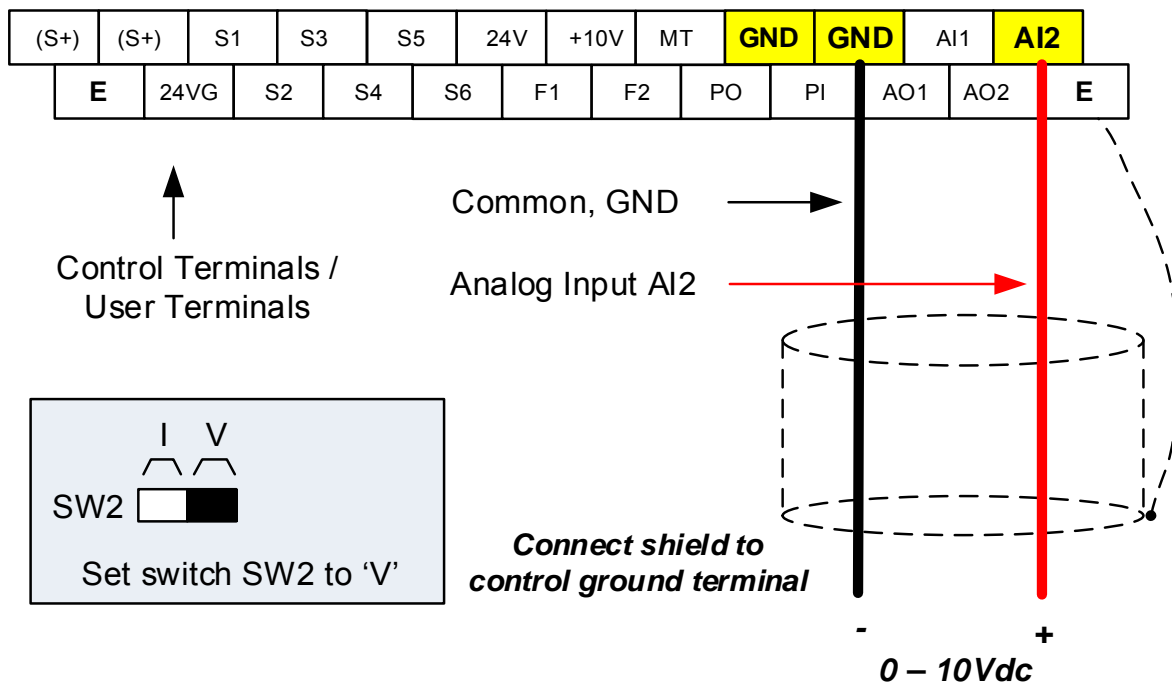 (S+) (S+) S1 S3 S5 24V +10V MT GND GND AI1 AI2
E 24VG S2 S4 S6 F1 F2 PO PI AO1 AO2 E
Common, GND
Control Terminals /
User Terminals
Analog Input AI2
I V
SW2
Set switch SW2 to ‘V’
Connect shield to
control ground terminal
- +
0 – 10Vdc